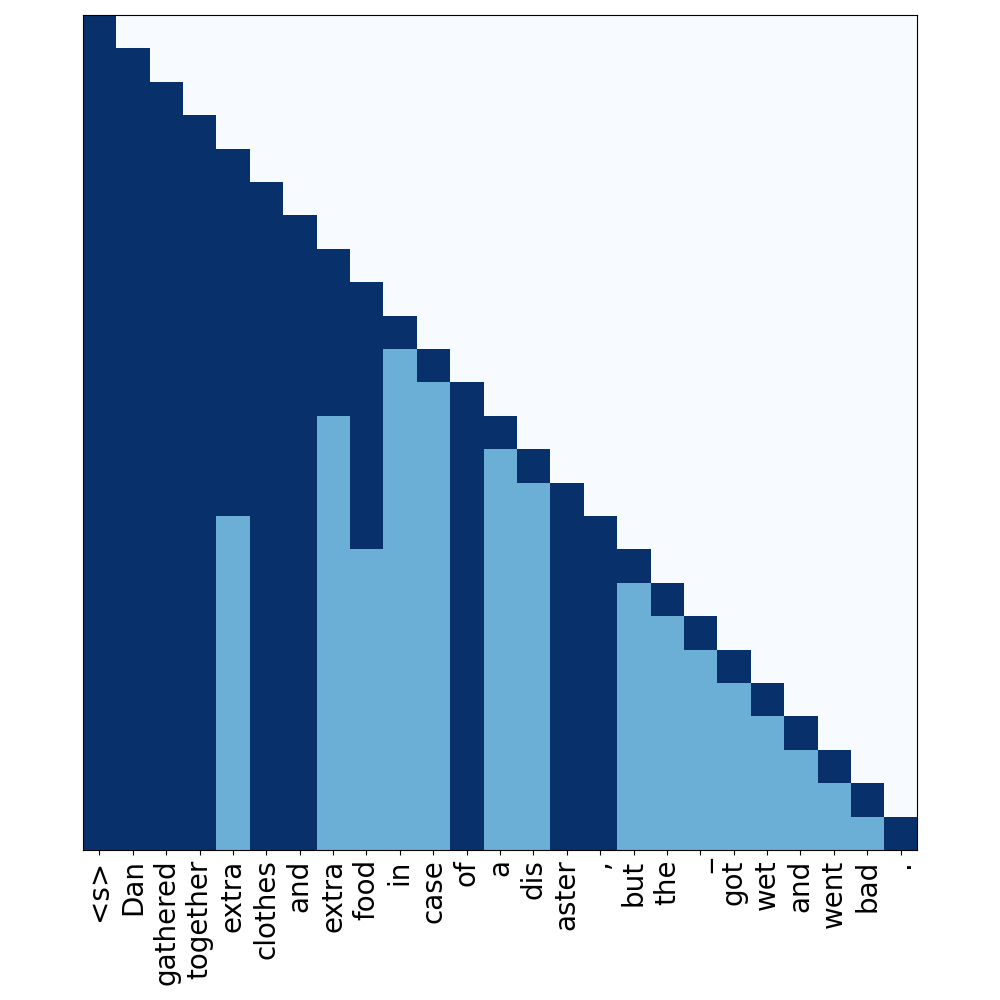 <s> Dan gathered together extra clothes and extra food in case of a dis aster , but the _ got wet and went bad .